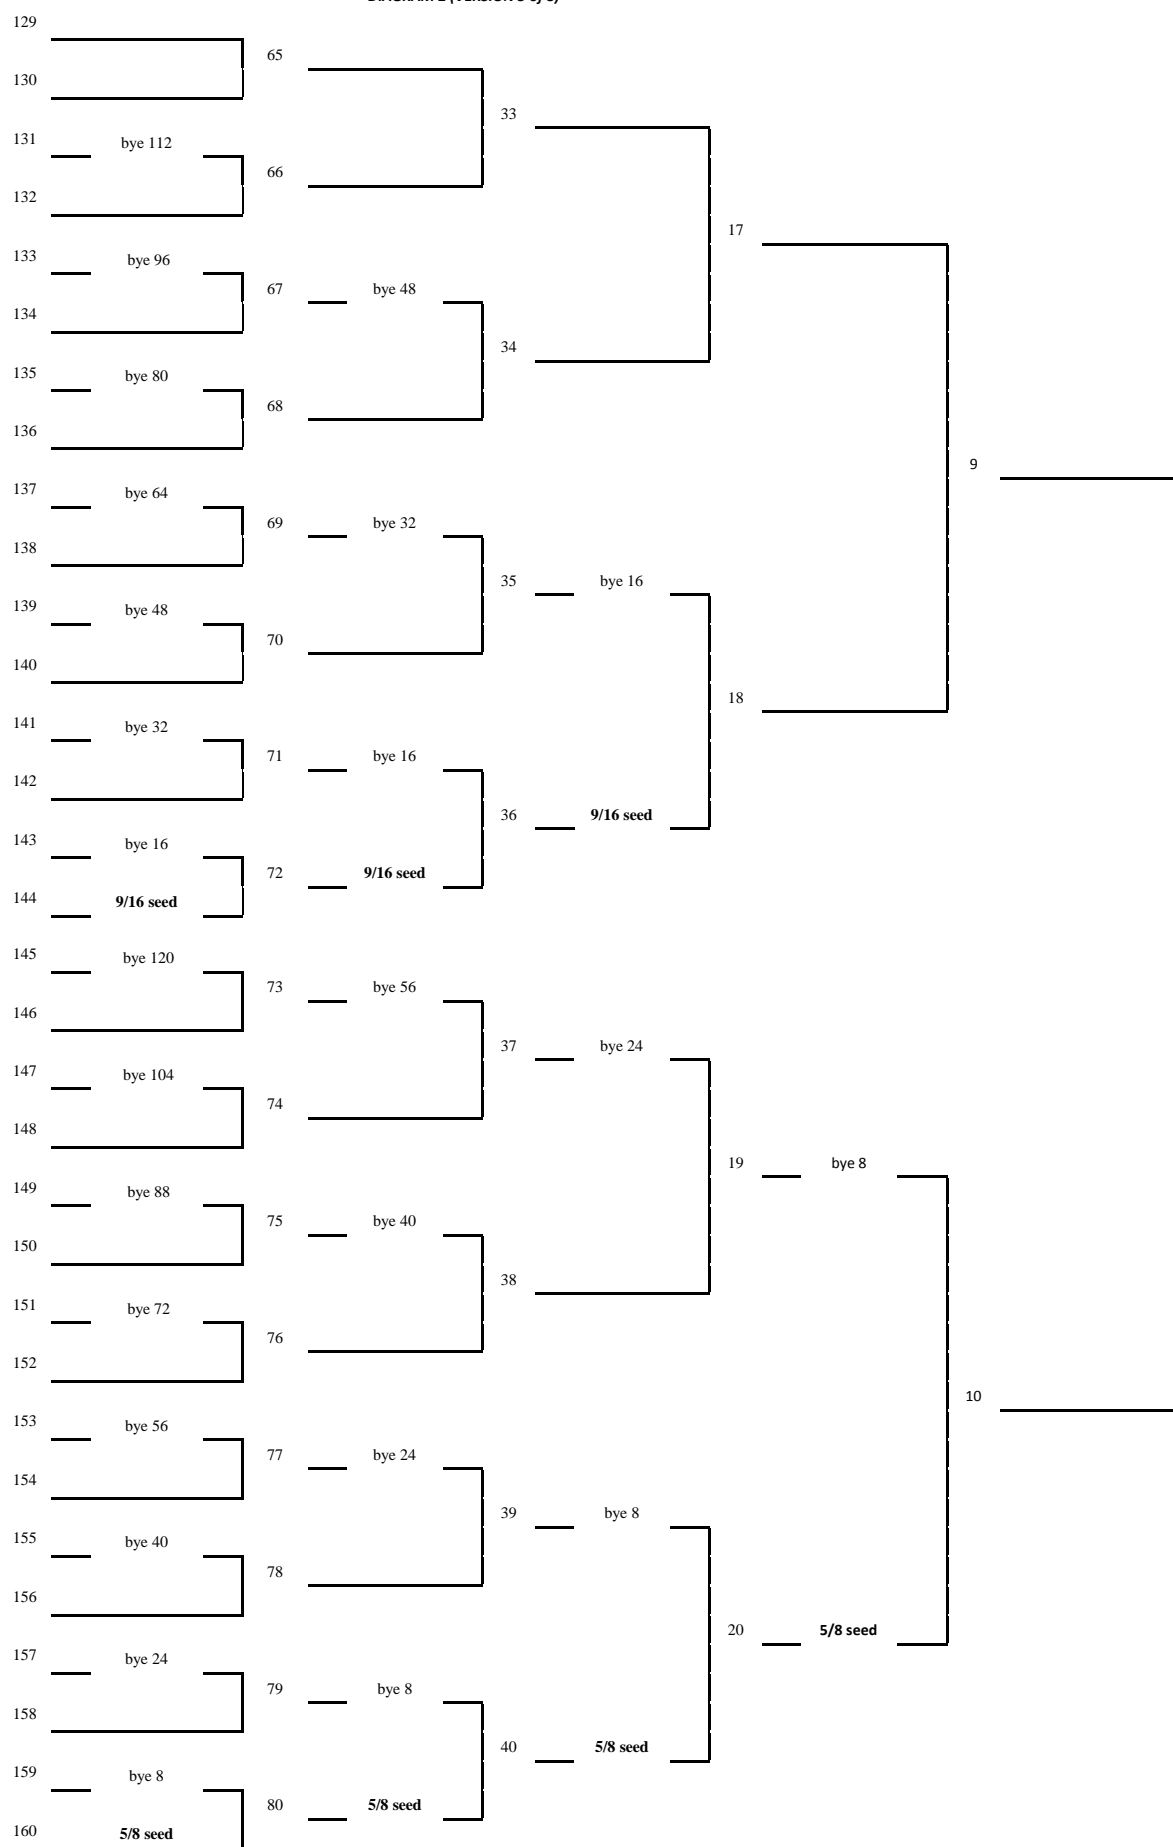 129
65
130
33
131 bye 112
66
132
17
133 bye 96
67 bye 48
134
34
135 bye 80
68
136
9
137 bye 64
69 bye 32
138
35 bye 16
139 bye 48
70
140
18
141 bye 32
71 bye 16
142
36 9/16 seed
143 bye 16
72 9/16 seed
144 9/16 seed
145 bye 120
73 bye 56
146
37 bye 24
147 bye 104
74
148
19 bye 8
149 bye 88
75 bye 40
150
38
151 bye 72
76
152
10
153 bye 56
77 bye 24
154
39 bye 8
155 bye 40
78
156
20 5/8 seed
157 bye 24
79 bye 8
158
40 5/8 seed
159 bye 8
80 5/8 seed
160 5/8 seed